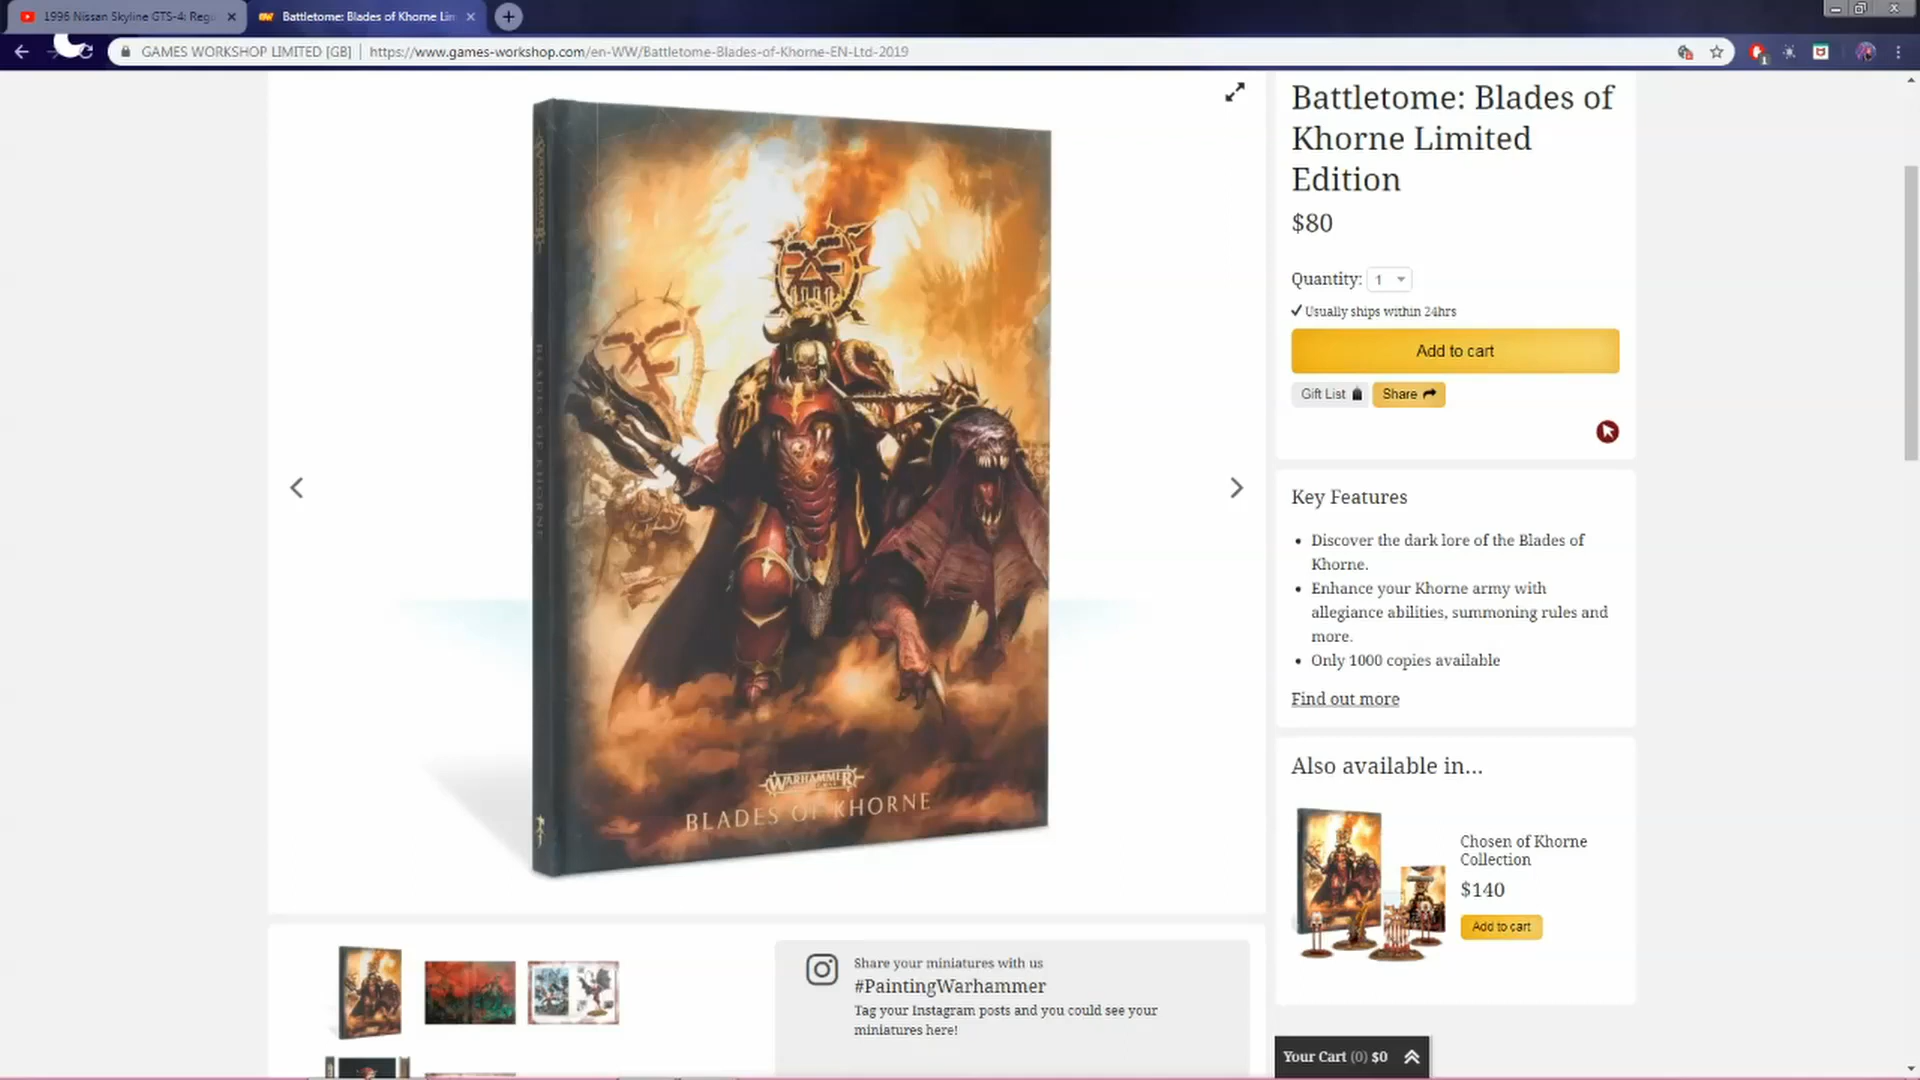 1996 Nissan Skyline GTS-4: Regu
Battletome: Blades of Khorne Lim
GAMES WORKSHOP LIMITED [GB]
https://www.games-workshop.com/en-WW/Battletome-Blades-of-Khorne-EN-Ltd-2019
Battletome: Blades of
Khorne Limited
Edition
$80
Quantity: 1
Usually ships within 24hrs
Add to cart
Gift List
Share
BLADES OF KHORNE
WARHAMMER
BLADES OF KHORNE
Key Features
• Discover the dark lore of the Blades of
Khorne.
• Enhance your Khorne army with
allegiance abilities, summoning rules and
more.
• Only 1000 copies available
Find out more
Also available in...
Chosen of Khorne
Collection
$140
Add to cart
Share your miniatures with us
#PaintingWarhammer
Tag your Instagram posts and you could see your
miniatures here!
Your Cart (0) $0